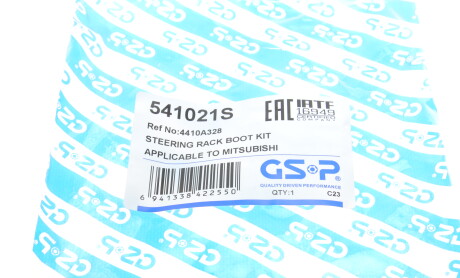 541021S
EAC IATF
16949
Ref No:4410A328
STEERING RACK BOOT KIT
APPLICABLE TO MITSUBISHI
GSP
QUALITY DRIVEN PERFORMANCE
6 941338 422550
QTY:1 C23